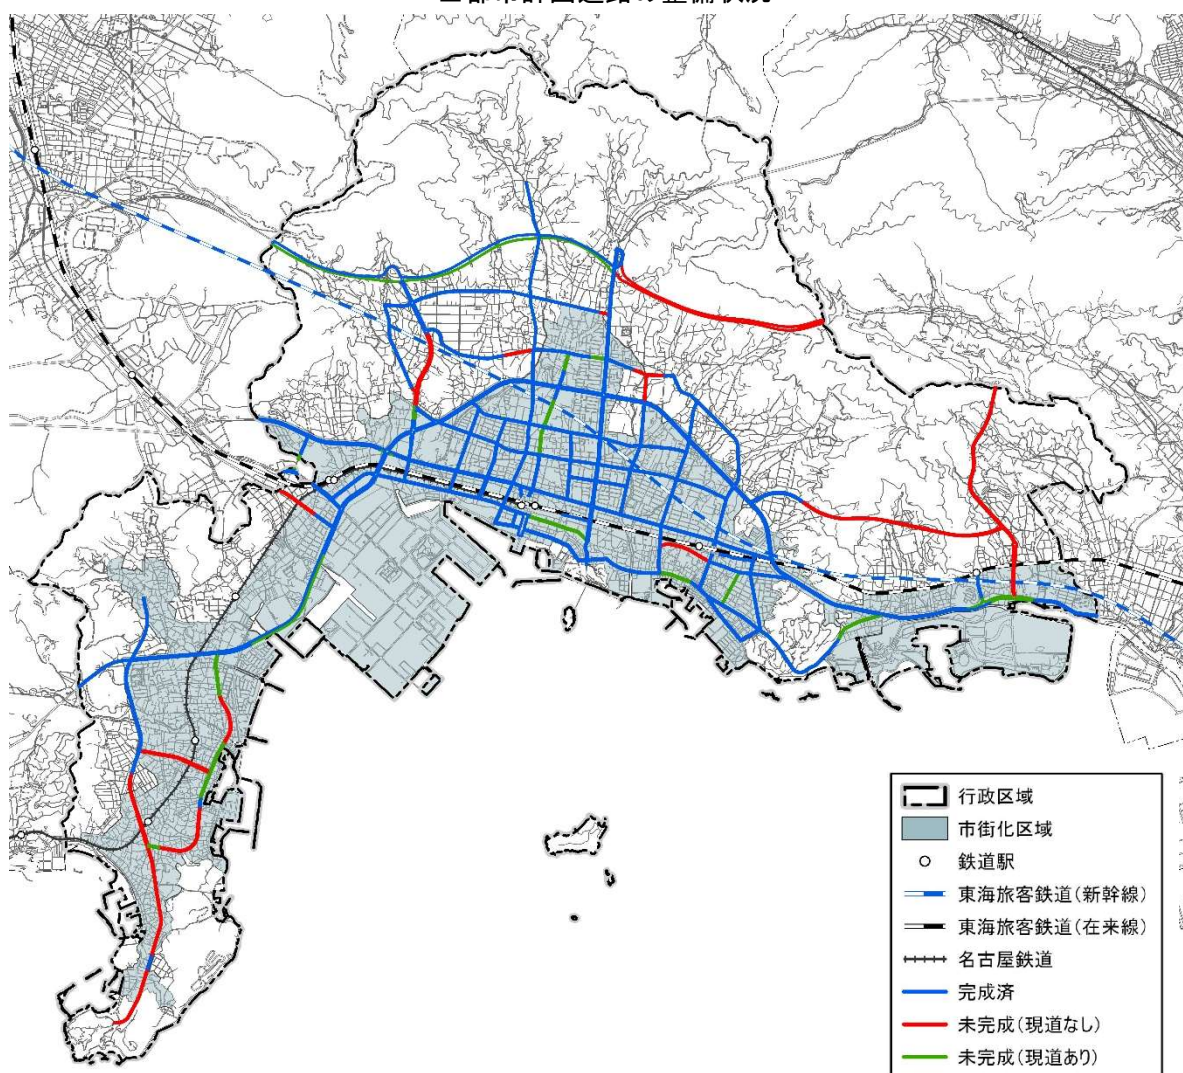 都市計画道路の整備状況
行政区域
市街化区域
鉄道駅
東海旅客鉄道(新幹線)
東海旅客鉄道(在来線)
名古屋鉄道
完成済
未完成(現道なし)
未完成(現道あり)